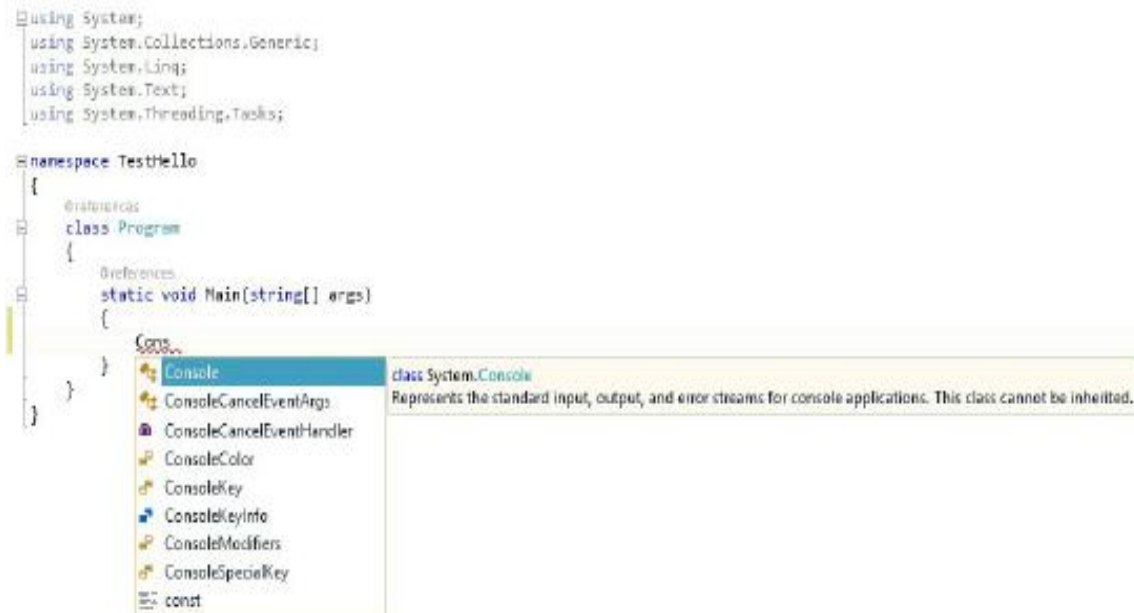 using System;
using System.Collections.Generic;
using System.Linq;
using System.Text;
using System.Threading.Tasks;
namespace TestHello
{
0 references
class Program
{
0 references
static void Main(string[] args)
{
Cons
}
}
}
Console
ConsoleCancelEventArgs
ConsoleCancelEventHandler
ConsoleColor
ConsoleKey
ConsoleKeyInfo
ConsoleModifiers
ConsoleSpecialKey
const
class System.Console
Represents the standard input, output, and error streams for console applications. This class cannot be inherited.